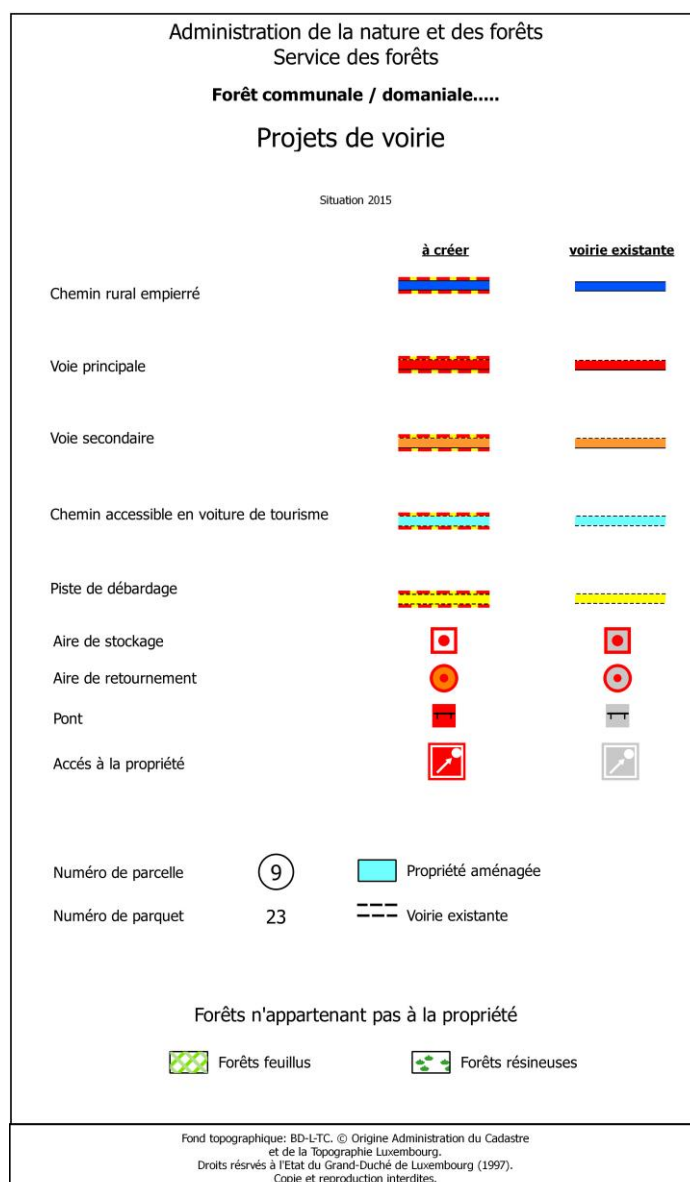 Administration de la nature et des forêts
Service des forêts
Forêt communale / domaniale.....
Projets de voirie
Situation 2015
à créer voirie existante
Chemin rural empierré
Voie principale
Voie secondaire
Chemin accessible en voiture de tourisme
Piste de débardage
Aire de stockage
Aire de retournement
Pont
Accés à la propriété
Numéro de parcelle 9 Propriété aménagée
Numéro de parquet 23 Voirie existante
Forêts n'appartenant pas à la propriété
Forêts feuillus Forêts résineuses
Fond topographique: BD-L-TC. © Origine Administration du Cadastre
et de la Topographie Luxembourg.
Droits résrvés à l'Etat du Grand-Duché de Luxembourg (1997).
Copie et reproduction interdites.